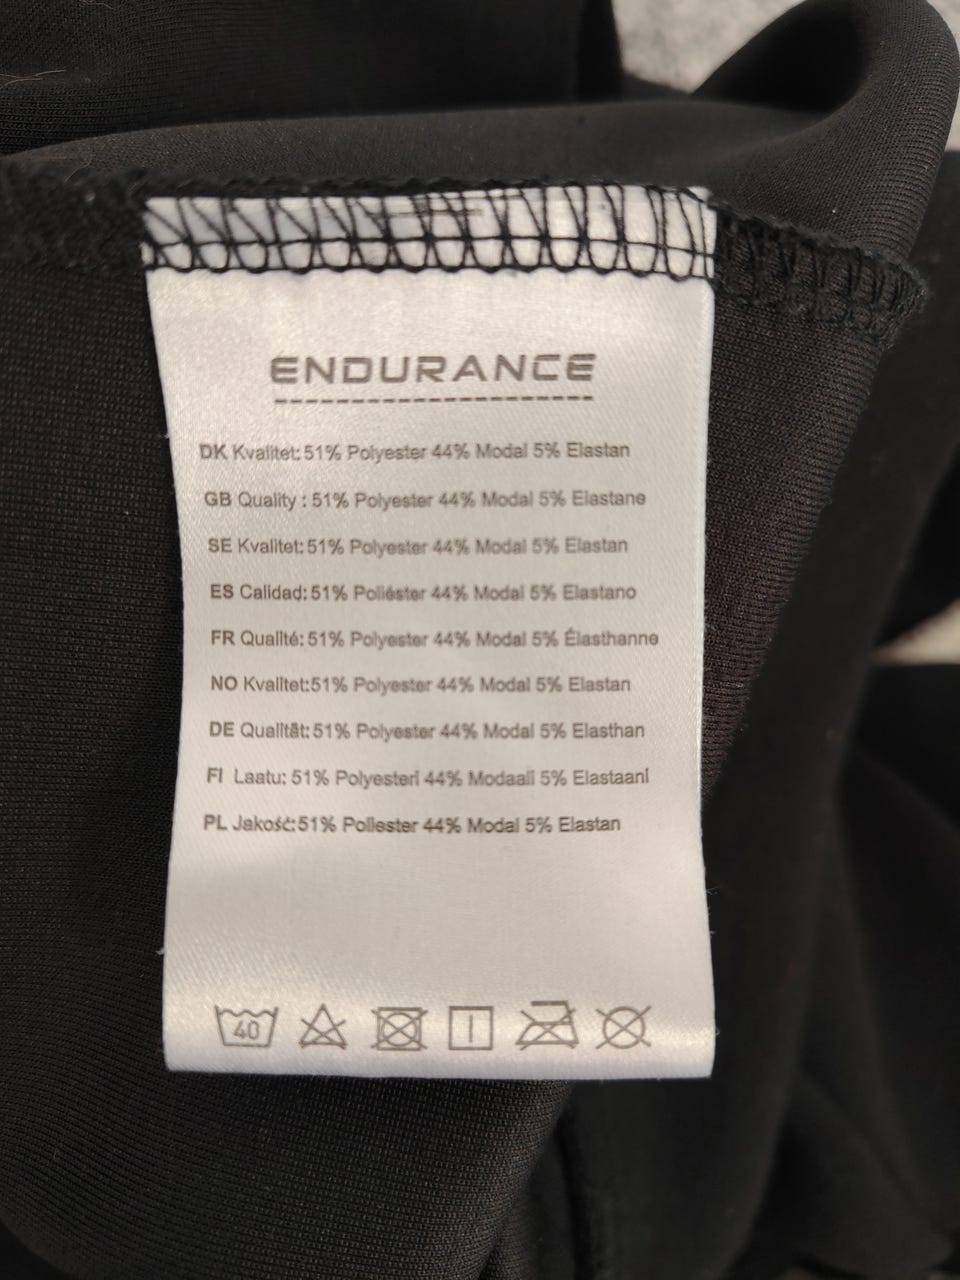 ENDURANCE
DK Kvalitet: 51% Polyester 44% Modal 5% Elastan
GB Quality : 51% Polyester 44% Modal 5% Elastane
SE Kvalitet: 51% Polyester 44% Modal 5% Elastan
ES Calidad: 51% Poliéster 44% Modal 5% Elastano
FR Qualité: 51% Polyester 44% Modal 5% Élasthanne
NO Kvalitet:51% Polyester 44% Modal 5% Elastan
DE Qualität: 51% Polyester 44% Modal 5% Elasthan
FI Laatu: 51% Polyesteri 44% Modaali 5% Elastaani
PL Jakość: 51% Poliester 44% Modal 5% Elastan
40